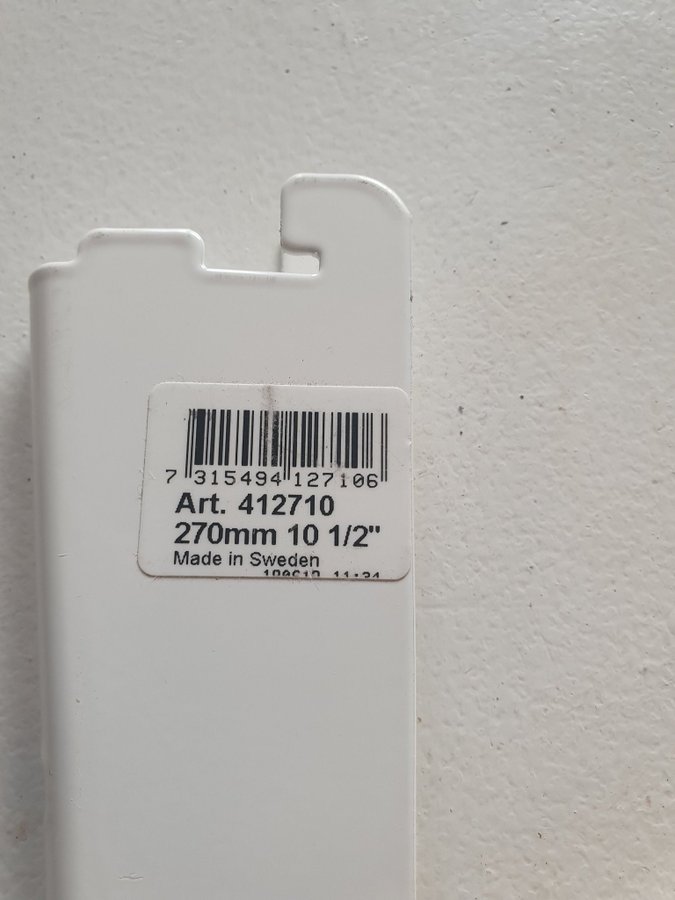 7 315494 127106
Art. 412710
270mm 10 1/2"
Made in Sweden